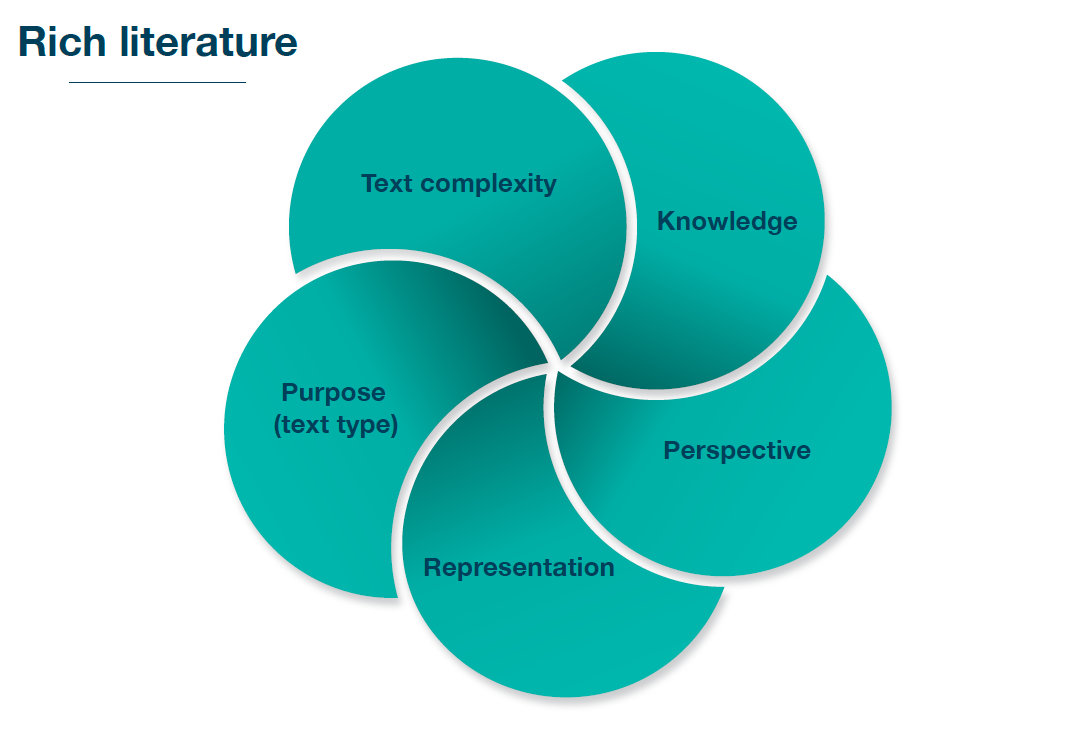 Rich literature
Text complexity
Knowledge
Purpose
(text type)
Perspective
Representation